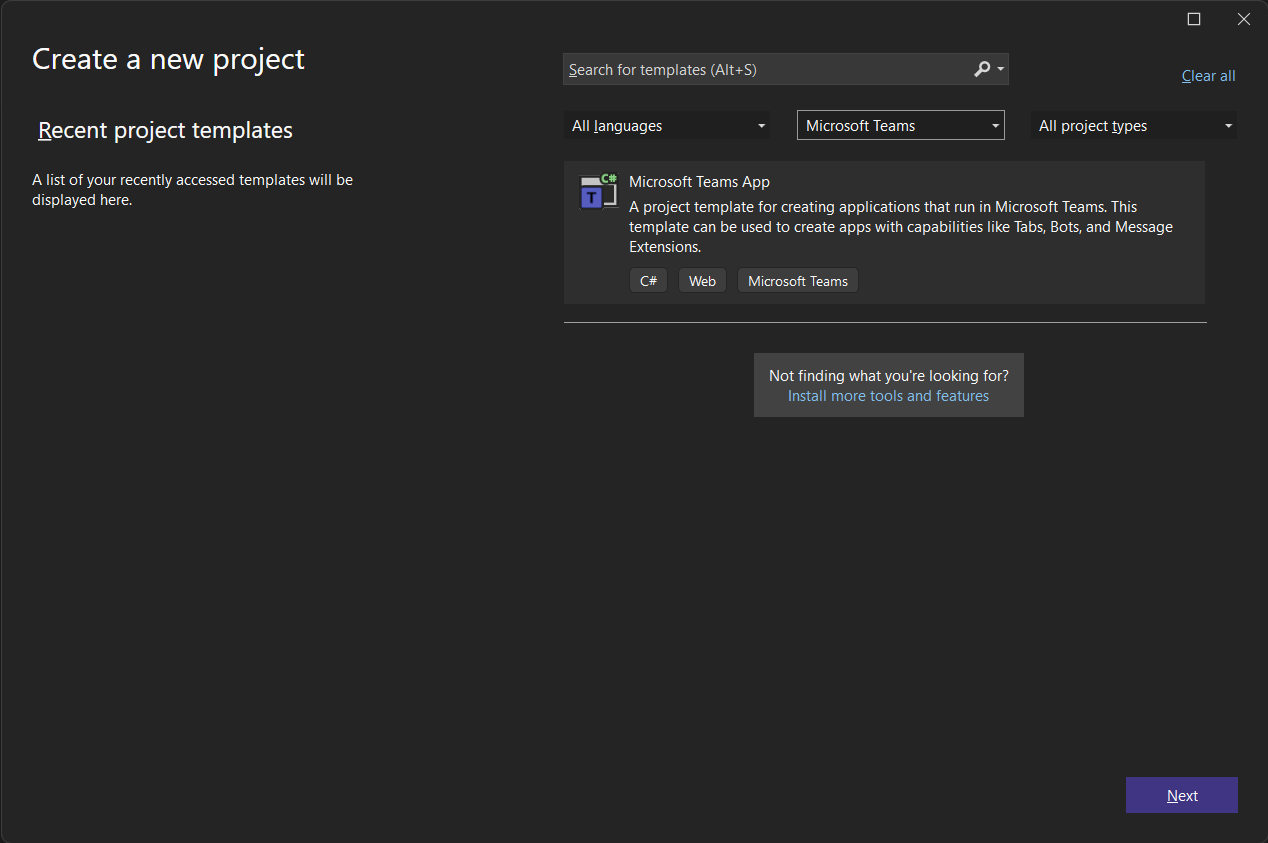 Create a new project
Recent project templates
A list of your recently accessed templates will be
displayed here.
Search for templates (Alt+S)
Clear all
All languages
Microsoft Teams
All project types
C#
T
Microsoft Teams App
A project template for creating applications that run in Microsoft Teams. This
template can be used to create apps with capabilities like Tabs, Bots, and Message
Extensions.
C#
Web
Microsoft Teams
Not finding what you're looking for?
Install more tools and features
Next